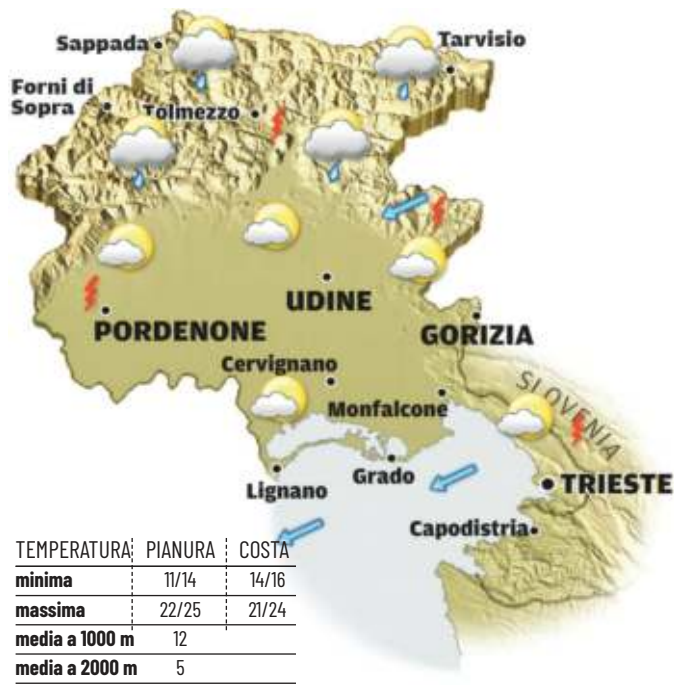 Sappada
Tarvisio
Forni di
Sopra
Tolmezzo
UDINE
PORDENONE
GORIZIA
Cervignano
Monfalcone
SLOVENIA
Lignano
Grado
TRIESTE
Capodistria
TEMPERATURA PIANURA COSTA
minima 11/14 14/16
massima 22/25 21/24
media a 1000 m 12
media a 2000 m 5